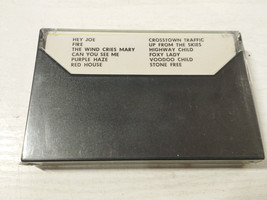 HEY JOE
FIRE
THE WIND CRIES MARY
CAN YOU SEE ME
PURPLE HAZE
RED HOUSE
CROSSTOWN TRAFFIC
UP FROM THE SKIES
HIGHWAY CHILD
FOXY LADY
VOODOO CHILD
STONE FREE